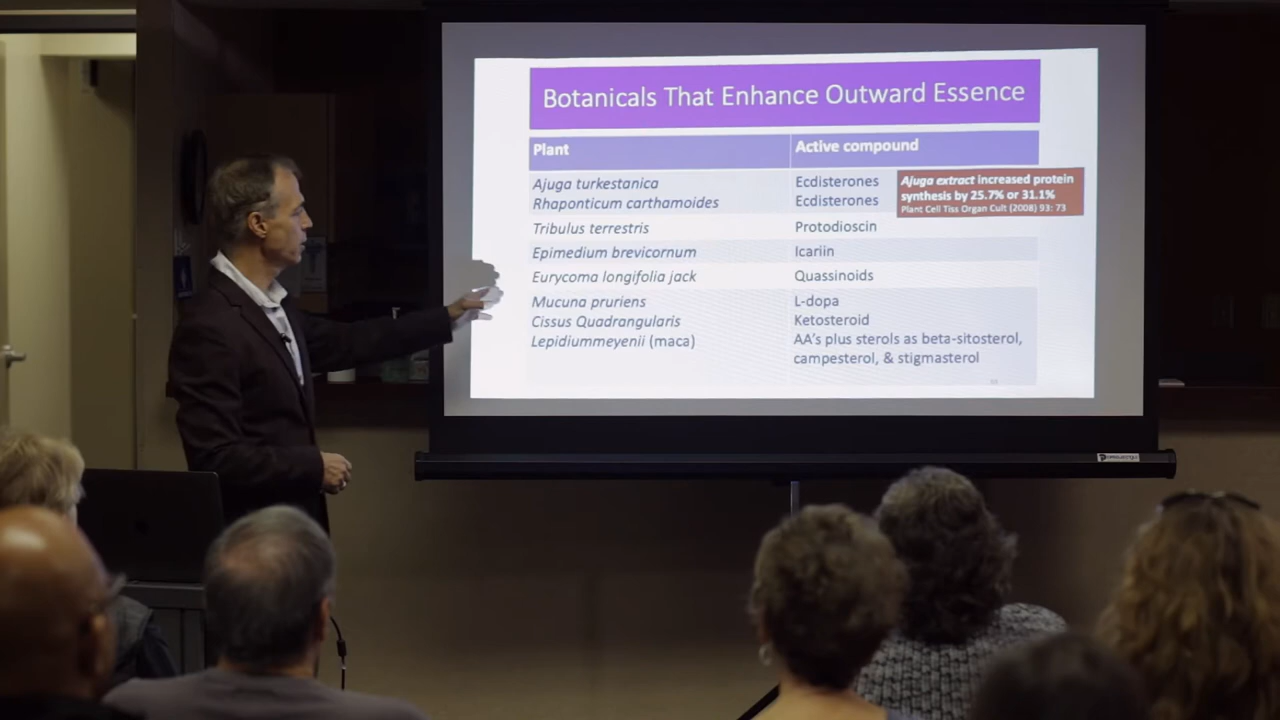 Botanicals That Enhance Outward Essence
Plant Active compound
Ajuga turkestanica Ecdisterones
Rhaponticum carthamoides Ecdisterones
Ajuga extract increased protein
synthesis by 25.7% or 31.1%
Plant Cell Tiss Organ Cult (2008) 93: 73
Tribulus terrestris Protodioscin
Epimedium brevicornum Icariin
Eurycoma longifolia jack Quassinoids
Mucuna pruriens L-dopa
Cissus Quadrangularis Ketosteroid
Lepidiummeyenii (maca) AA's plus sterols as beta-sitosterol,
campesterol, & stigmasterol